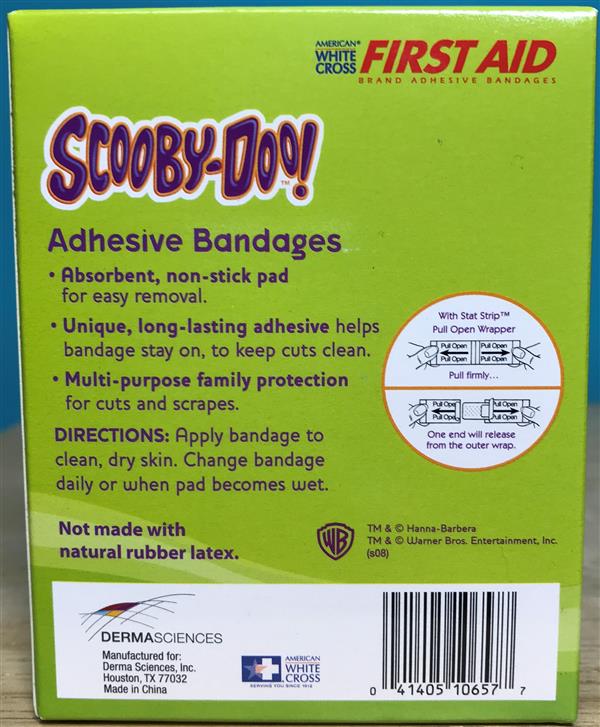 AMERICAN®
WHITE
CROSS
FIRST AID
BRAND ADHESIVE BANDAGES
SCOOBY-DOO!™
Adhesive Bandages
• Absorbent, non-stick pad
for easy removal.
• Unique, long-lasting adhesive helps
bandage stay on, to keep cuts clean.
• Multi-purpose family protection
for cuts and scrapes.
DIRECTIONS: Apply bandage to
clean, dry skin. Change bandage
daily or when pad becomes wet.
With Stat Strip™
Pull Open Wrapper
Pull Open Pull Open
Pull Open Pull Open
Pull firmly...
Pull Open Pull Open
Pull Open Pull Open
One end will release
from the outer wrap.
Not made with
natural rubber latex.
WB
TM & © Hanna-Barbera
TM & © Warner Bros. Entertainment, Inc.
(s08)
DERMASCIENCES
Manufactured for:
Derma Sciences, Inc.
Houston, TX 77032
Made in China
AMERICAN
WHITE
CROSS
SERVING YOU SINCE 1912
0 41405 10657 7